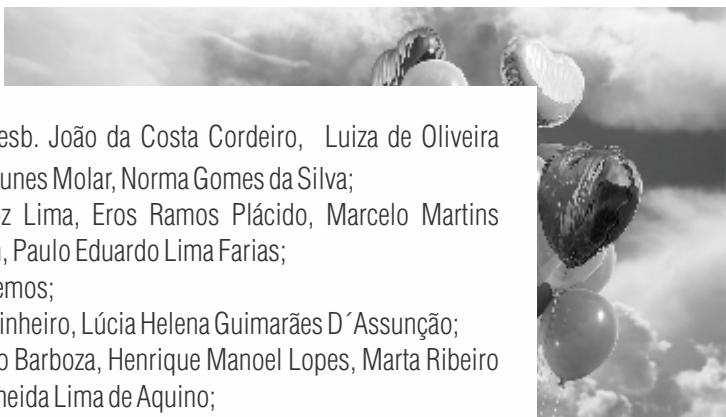 esb. João da Costa Cordeiro, Luiza de Oliveira
unes Molar, Norma Gomes da Silva;
z Lima, Eros Ramos Plácido, Marcelo Martins
, Paulo Eduardo Lima Farias;
emos;
inheiro, Lúcia Helena Guimarães D´Assunção;
o Barboza, Henrique Manoel Lopes, Marta Ribeiro
neida Lima de Aquino;